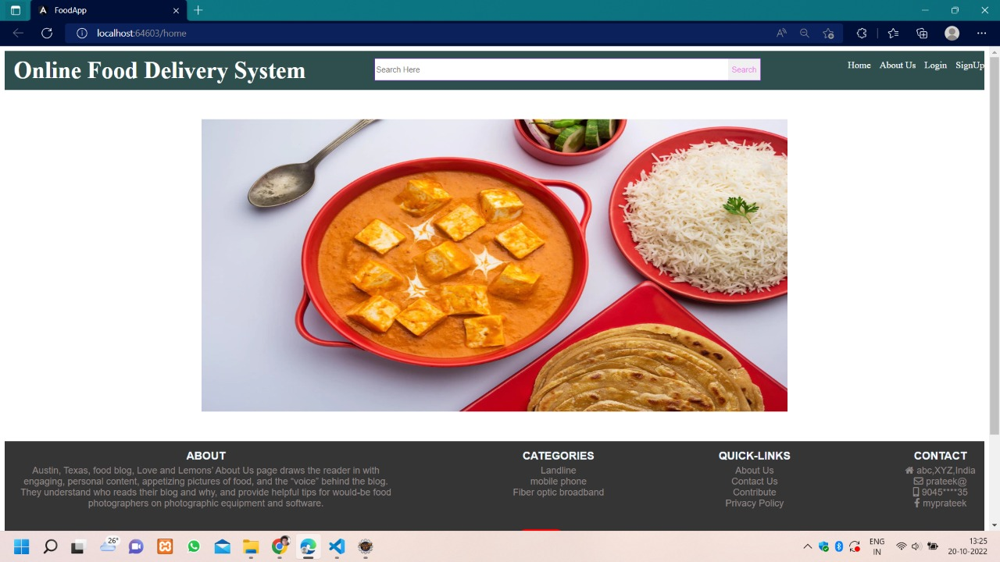 FoodApp
localhost:64603/home
Online Food Delivery System
Search Here
Search
Home About Us Login SignUp
ABOUT
Austin, Texas, food blog, Love and Lemons’ About Us page draws the reader in with
engaging, personal content, appetizing pictures of food, and the “voice” behind the blog.
They understand who reads their blog and why, and provide helpful tips for would-be food
photographers on photographic equipment and software.
CATEGORIES
Landline
mobile phone
Fiber optic broadband
QUICK-LINKS
About Us
Contact Us
Contribute
Privacy Policy
CONTACT
abc,XYZ,India
prateek@
9045****35
myprateek
26°
ENG
IN
13:25
20-10-2022